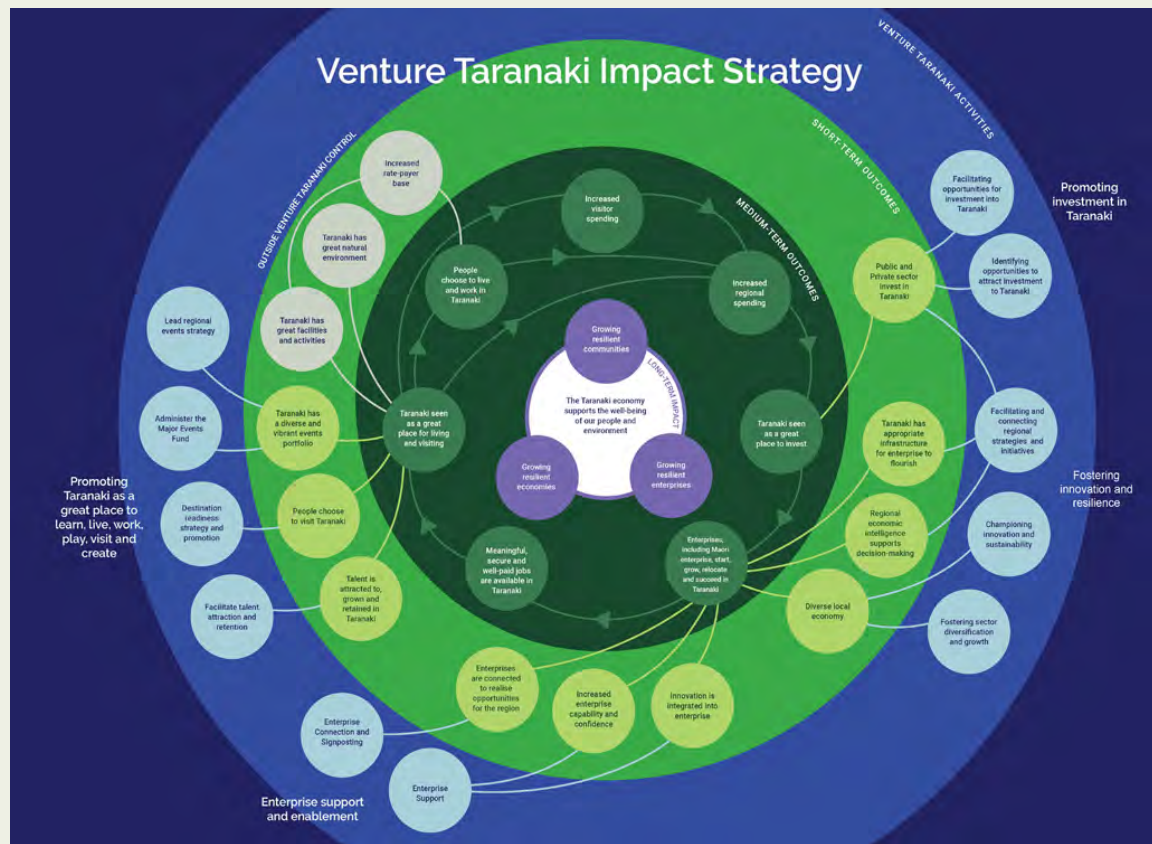 Venture Taranaki Impact Strategy
VENTURE TARANAKI ACTIVITIES
SHORT-TERM OUTCOMES
MEDIUM-TERM OUTCOMES
OUTSIDE VENTURE TARANAKI CONTROL
Increased
rate-payer
base
Taranaki has
great natural
environment
Taranaki has
great facilities
and activities
Increased
visitor
spending
People
choose to live
and work in
Taranaki
Increased
regional
spending
Taranaki seen
as a great
place for living
and visiting
Taranaki seen
as a great
place to invest
Meaningful,
secure and
well-paid jobs
are available in
Taranaki
Enterprises,
including Maori
enterprise, start,
grow, relocate
and succeed in
Taranaki
Growing
resilient
communities
LONG-TERM IMPACT
The Taranaki economy
supports the well-being
of our people and
environment
Growing
resilient
economies
Growing
resilient
enterprises
Facilitating
opportunities for
investment into
Taranaki
Promoting
investment in
Taranaki
Identifying
opportunities to
attract investment
to Taranaki
Public and
Private sector
invest in
Taranaki
Lead regional
events strategy
Administer the
Major Events
Fund
Taranaki has
a diverse and
vibrant events
portfolio
Promoting
Taranaki as a
great place to
learn, live, work,
play, visit and
create
Destination
readiness
strategy and
promotion
People choose
to visit Taranaki
Facilitate talent
attraction and
retention
Talent is
attracted to,
grown and
retained in
Taranaki
Taranaki has
appropriate
infrastructure
for enterprise to
flourish
Facilitating and
connecting
regional
strategies and
initiatives
Fostering
innovation and
resilience
Regional
economic
intelligence
supports
decision-making
Championing
innovation and
sustainability
Diverse local
economy
Fostering sector
diversification
and growth
Enterprises
are connected
to realise
opportunities
for the region
Increased
enterprise
capability and
confidence
Innovation is
integrated into
enterprise
Enterprise
Connection and
Signposting
Enterprise
Support
Enterprise support
and enablement